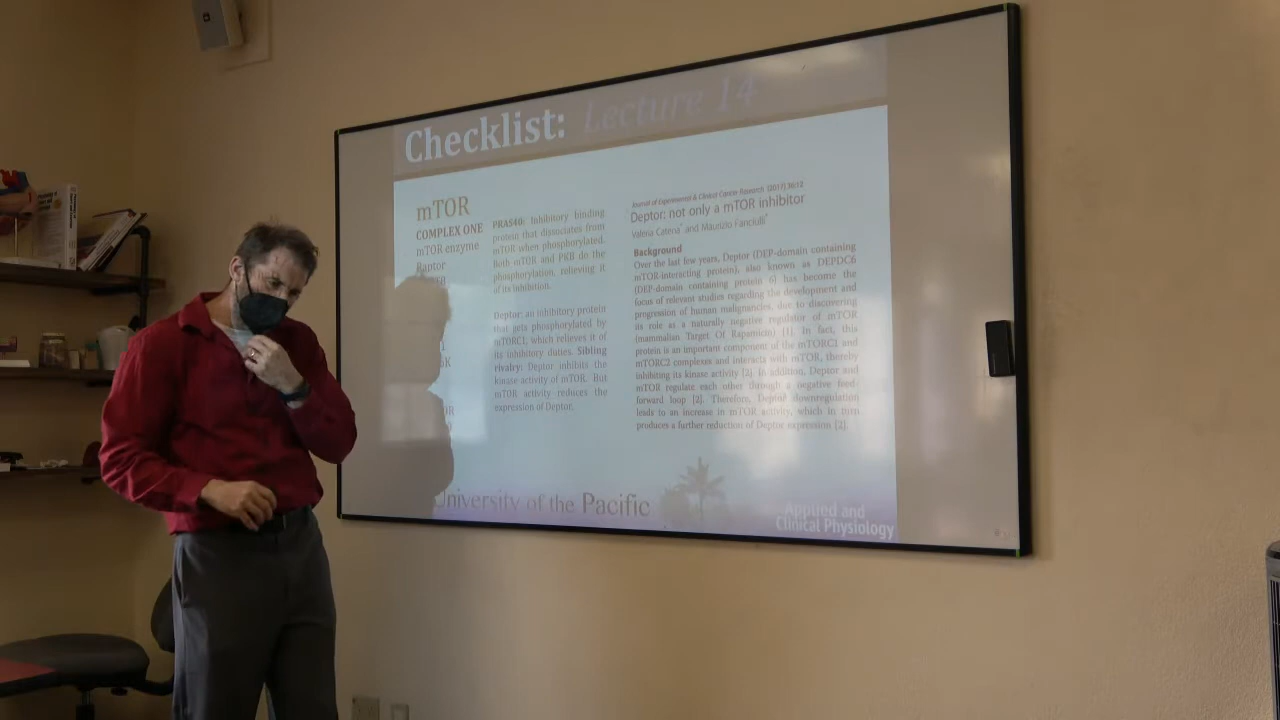 Checklist: Lecture 14
mTOR
COMPLEX ONE
mTOR enzyme
Raptor
PRAS40: Inhibitory binding
protein that dissociates from
mTOR when phosphorylated.
Both mTOR and PKB do the
phosphorylation, relieving it
of its inhibition.
Deptor: an inhibitory protein
that gets phosphorylated by
mTORC1, which relieves it of
its inhibitory duties. Sibling
rivalry: Deptor inhibits the
kinase activity of mTOR. But
mTOR activity reduces the
expression of Deptor.
Journal of Experimental & Clinical Cancer Research (2017) 36:12
Deptor: not only a mTOR inhibitor
Valeria Catena* and Maurizio Fanciulli*
Background
Over the last few years, Deptor (DEP-domain containing
mTOR-interacting protein), also known as DEPDC6
(DEP-domain containing protein 6) has become the
focus of relevant studies regarding the development and
progression of human malignancies, due to discovering
its role as a naturally negative regulator of mTOR
(mammalian Target Of Rapamicin) [1]. In fact, this
protein is an important component of the mTORC1 and
mTORC2 complexes and interacts with mTOR, thereby
inhibiting its kinase activity [2]. In addition, Deptor and
mTOR regulate each other through a negative feed-
forward loop [2]. Therefore, Deptor downregulation
leads to an increase in mTOR activity, which in turn
produces a further reduction of Deptor expression [2].
University of the Pacific
Applied and
Clinical Physiology